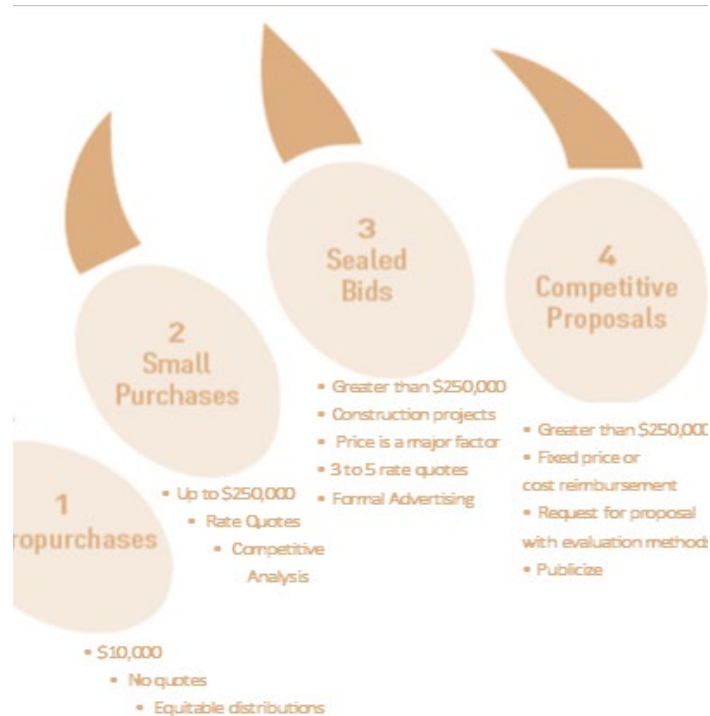 1
ropurchases
• $10,000
• No quotes
• Equitable distributions
2
Small
Purchases
• Up to $250,000
• Rate Quotes
• Competitive
Analysis
3
Sealed
Bids
• Greater than $250,000
• Construction projects
• Price is a major factor
• 3 to 5 rate quotes
• Formal Advertising
4
Competitive
Proposals
• Greater than $250,000
• Fixed price or
cost reimbursement
• Request for proposal
with evaluation methods
• Publicize